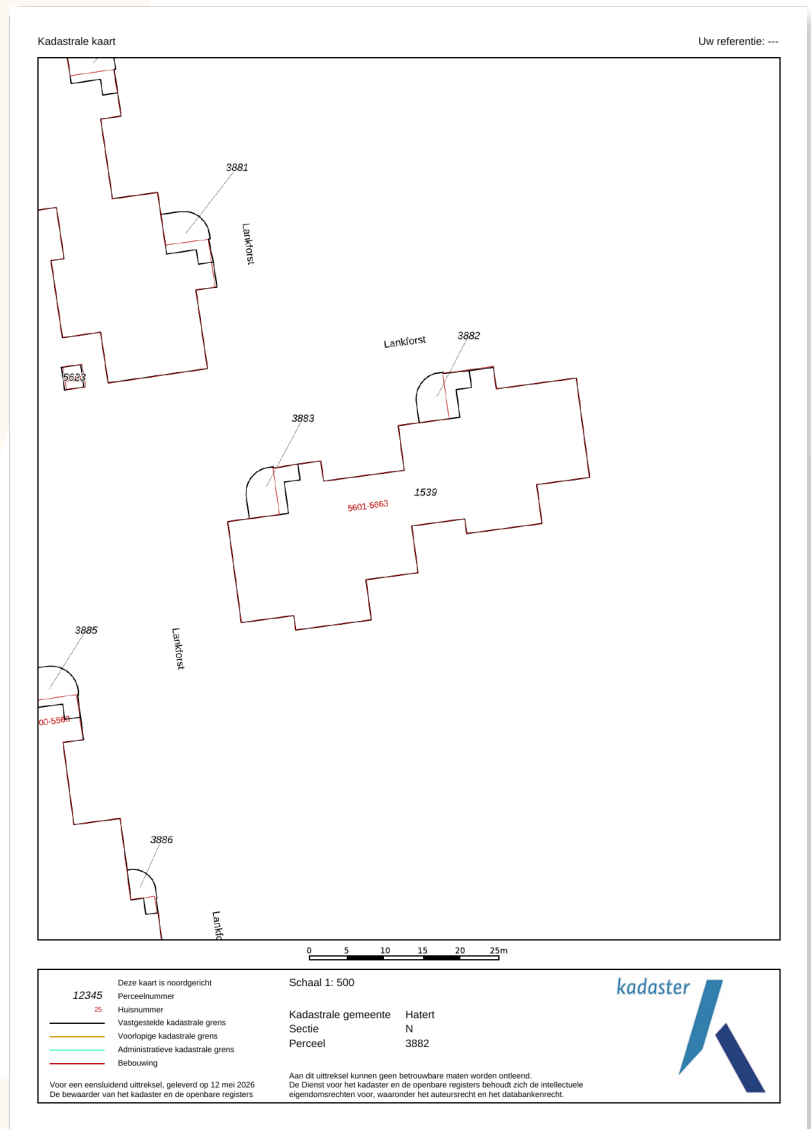 Kadastrale kaart
Uw referentie: ---
3881
Lankforst
Lankforst
3882
5623
3883
1539
5601-5663
3885
Lankforst
00-5568
3886
Lankfo
0 5 10 15 20 25m
Deze kaart is noordgericht
12345 Perceelnummer
25 Huisnummer
Vastgestelde kadastrale grens
Voorlopige kadastrale grens
Administratieve kadastrale grens
Bebouwing
Voor een eensluidend uittreksel, geleverd op 12 mei 2026
De bewaarder van het kadaster en de openbare registers
Schaal 1: 500
Kadastrale gemeente Hatert
Sectie N
Perceel 3882
Aan dit uittreksel kunnen geen betrouwbare maten worden ontleend.
De Dienst voor het kadaster en de openbare registers behoudt zich de intellectuele
eigendomsrechten voor, waaronder het auteursrecht en het databankenrecht.
kadaster